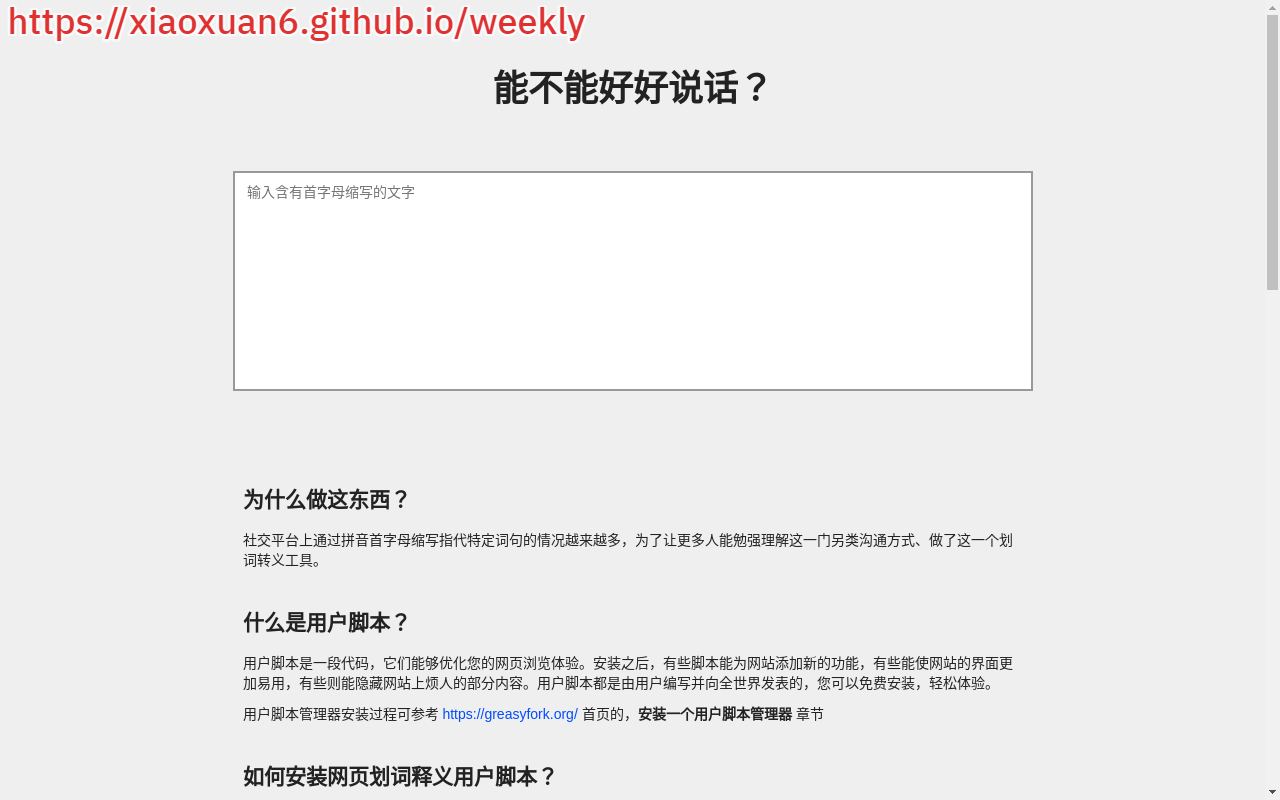 https://xiaoxuan6.github.io/weekly
能不能好好说话？
输入含有首字母缩写的文字
为什么做这东西？
社交平台上通过拼音首字母缩写指代特定词句的情况越来越多，为了让更多人能勉强理解这一门另类沟通方式、做了这一个划
词转义工具。
什么是用户脚本？
用户脚本是一段代码，它们能够优化您的网页浏览体验。安装之后，有些脚本能为网站添加新的功能，有些能使网站的界面更
加易用，有些则能隐藏网站上烦人的部分内容。用户脚本都是由用户编写并向全世界发表的，您可以免费安装，轻松体验。
用户脚本管理器安装过程可参考 https://greasyfork.org/ 首页的，安装一个用户脚本管理器 章节
如何安装网页划词释义用户脚本？